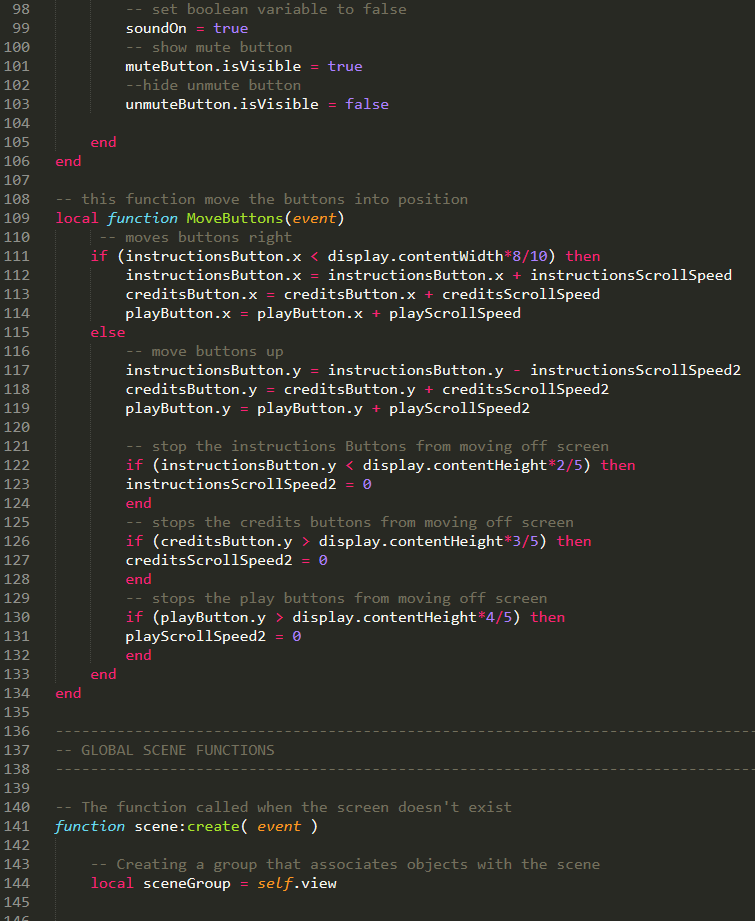 98 -- set boolean variable to false
99 soundOn = true
100 -- show mute button
101 muteButton.isVisible = true
102 --hide unmute button
103 unmuteButton.isVisible = false
104
105 end
106 end
107
108 -- this function move the buttons into position
109 local function MoveButtons(event)
110 -- moves buttons right
111 if (instructionsButton.x < display.contentWidth*8/10) then
112 instructionsButton.x = instructionsButton.x + instructionsScrollSpeed
113 creditsButton.x = creditsButton.x + creditsScrollSpeed
114 playButton.x = playButton.x + playScrollSpeed
115 else
116 -- move buttons up
117 instructionsButton.y = instructionsButton.y - instructionsScrollSpeed2
118 creditsButton.y = creditsButton.y + creditsScrollSpeed2
119 playButton.y = playButton.y + playScrollSpeed2
120
121 -- stop the instructions Buttons from moving off screen
122 if (instructionsButton.y < display.contentHeight*2/5) then
123 instructionsScrollSpeed2 = 0
124 end
125 -- stops the credits buttons from moving off screen
126 if (creditsButton.y > display.contentHeight*3/5) then
127 creditsScrollSpeed2 = 0
128 end
129 -- stops the play buttons from moving off screen
130 if (playButton.y > display.contentHeight*4/5) then
131 playScrollSpeed2 = 0
132 end
133 end
134 end
135
136 --------------------------------------------------------------------------------
137 -- GLOBAL SCENE FUNCTIONS
138 --------------------------------------------------------------------------------
139
140 -- The function called when the screen doesn't exist
141 function scene:create( event )
142
143 -- Creating a group that associates objects with the scene
144 local sceneGroup = self.view
145
146